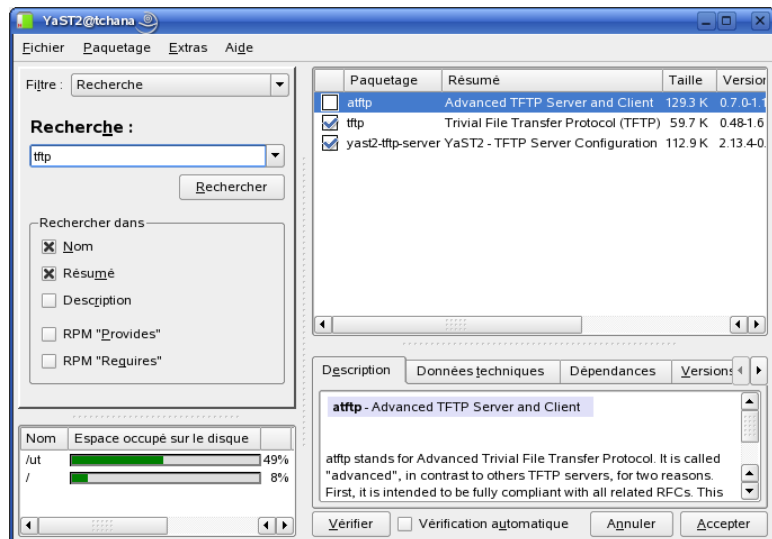 YaST2@tchana
Fichier Paquetage Extras Aide
Filtre : Recherche
Recherche :
tftp
Rechercher
Rechercher dans
Nom
Résumé
Description
RPM "Provides"
RPM "Requires"
Nom Espace occupé sur le disque
/ut 49%
/ 8%
Paquetage Résumé Taille Version
atftp Advanced TFTP Server and Client 129.3 K 0.7.0-1.1
tftp Trivial File Transfer Protocol (TFTP) 59.7 K 0.48-1.6
yast2-tftp-server YaST2 - TFTP Server Configuration 112.9 K 2.13.4-0.
Description Données techniques Dépendances Versions
atftp - Advanced TFTP Server and Client
atftp stands for Advanced Trivial File Transfer Protocol. It is called
"advanced", in contrast to others TFTP servers, for two reasons.
First, it is intended to be fully compliant with all related RFCs. This
Vérifier Vérification automatique Annuler Accepter